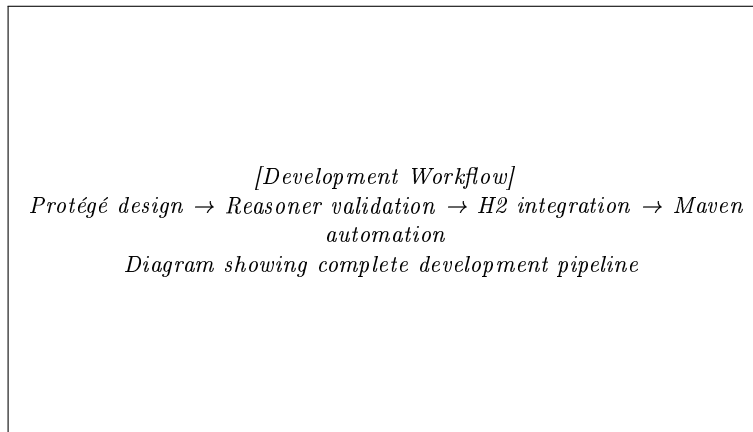 [Development Workflow]
Protégé design → Reasoner validation → H2 integration → Maven
automation
Diagram showing complete development pipeline